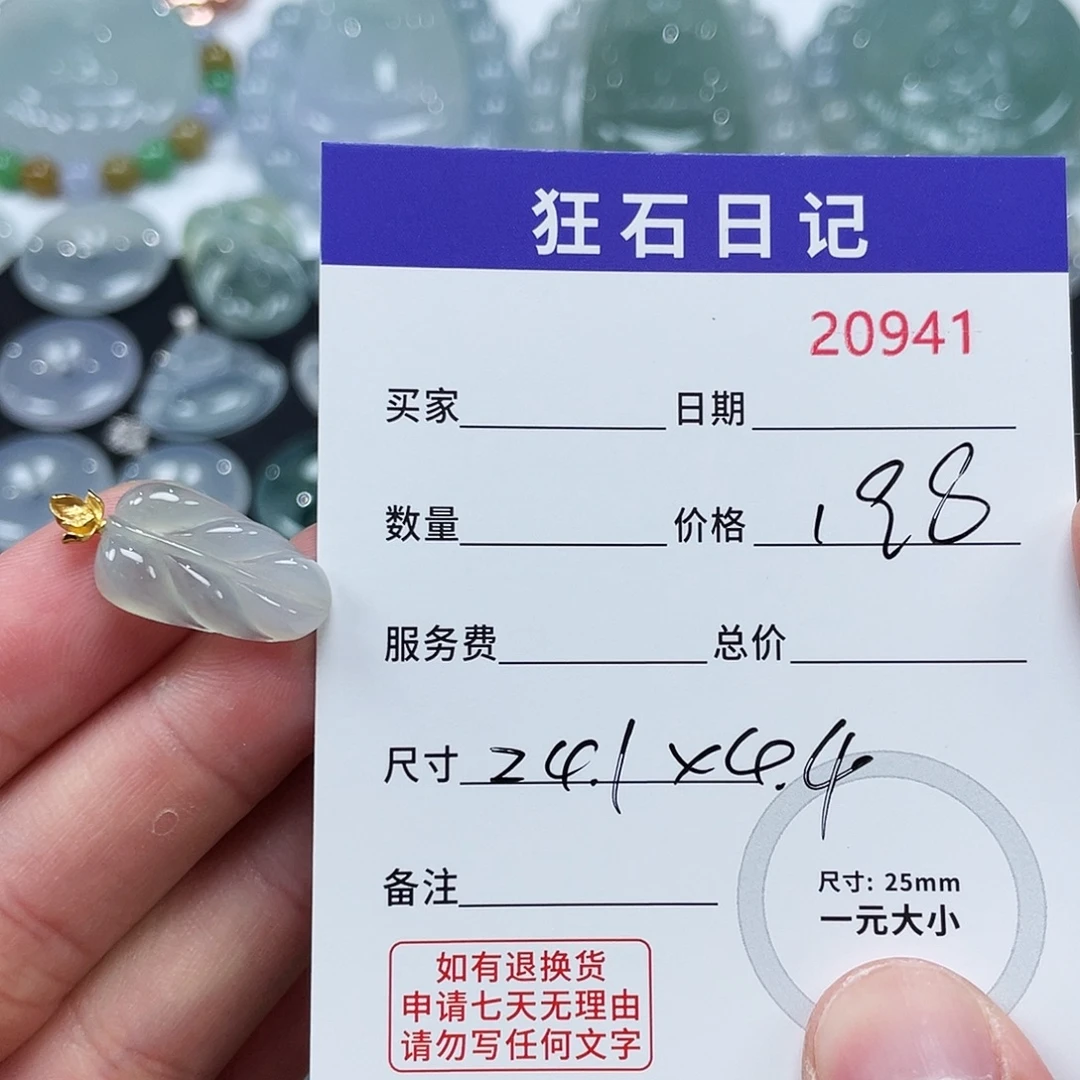 狂石日记
20941
买家 日期
数量 价格 198
服务费 总价
尺寸 24.1×4.4
备注
尺寸: 25mm
一元大小
如有退换货
申请七天无理由
请勿写任何文字